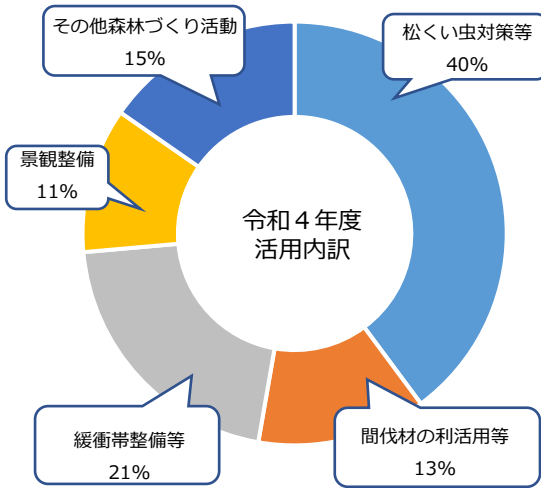 その他森林づくり活動
15%
松くい虫対策等
40%
景観整備
11%
令和４年度
活用内訳
緩衝帯整備等
21%
間伐材の利活用等
13%